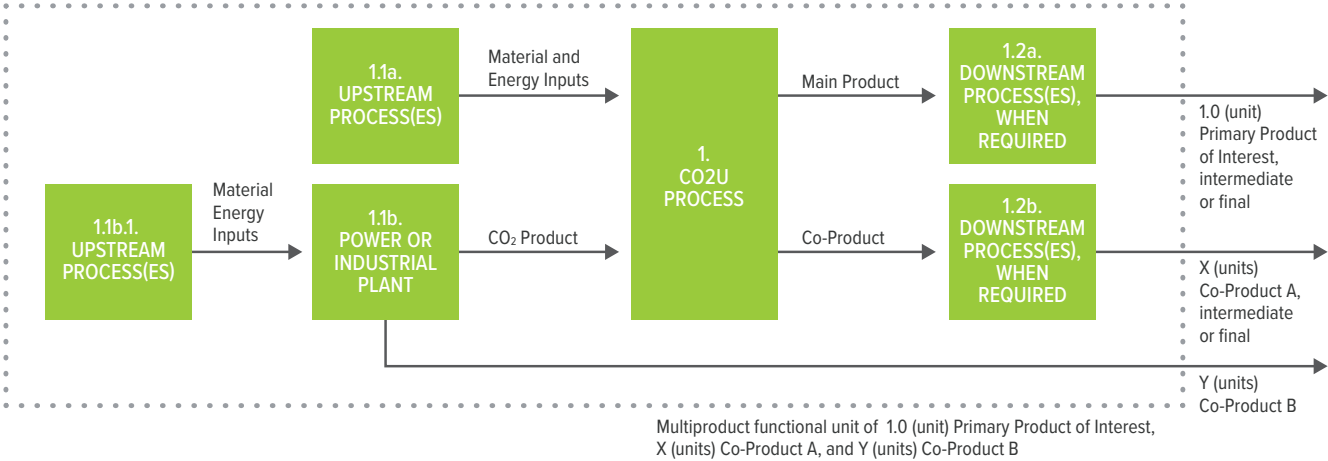 1.1a.
UPSTREAM
PROCESS(ES)
Material and
Energy Inputs
1.
CO2U
PROCESS
Main Product
1.2a.
DOWNSTREAM
PROCESS(ES),
WHEN
REQUIRED
1.0 (unit)
Primary Product
of Interest,
intermediate
or final
1.1b.1.
UPSTREAM
PROCESS(ES)
Material
Energy
Inputs
1.1b.
POWER OR
INDUSTRIAL
PLANT
CO₂ Product
Co-Product
1.2b.
DOWNSTREAM
PROCESS(ES),
WHEN
REQUIRED
X (units)
Co-Product A,
intermediate
or final
Y (units)
Co-Product B
Multiproduct functional unit of 1.0 (unit) Primary Product of Interest,
X (units) Co-Product A, and Y (units) Co-Product B